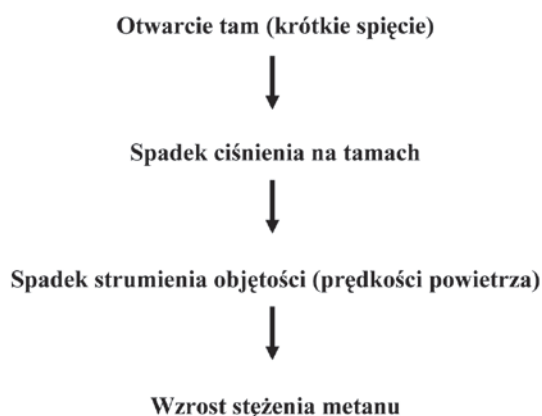 Otwarcie tam (krótkie spięcie)
Spadek ciśnienia na tamach
Spadek strumienia objętości (prędkości powietrza)
Wzrost stężenia metanu